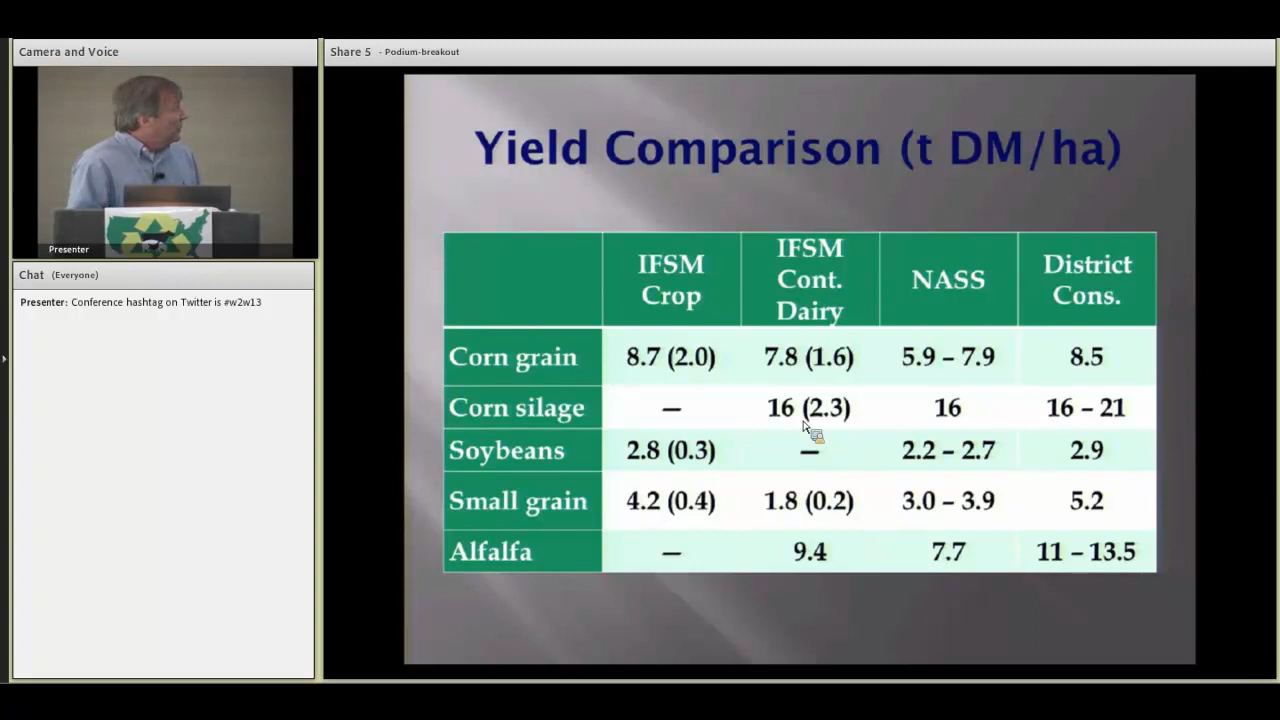 Camera and Voice
Presenter
Chat (Everyone)
Presenter: Conference hashtag on Twitter is #w2w13
Share 5 - Podium-breakout
Yield Comparison (t DM/ha)
IFSM Crop
IFSM Cont. Dairy
NASS
District Cons.
Corn grain 8.7 (2.0) 7.8 (1.6) 5.9 – 7.9 8.5
Corn silage — 16 (2.3) 16 16 – 21
Soybeans 2.8 (0.3) — 2.2 – 2.7 2.9
Small grain 4.2 (0.4) 1.8 (0.2) 3.0 – 3.9 5.2
Alfalfa — 9.4 7.7 11 – 13.5